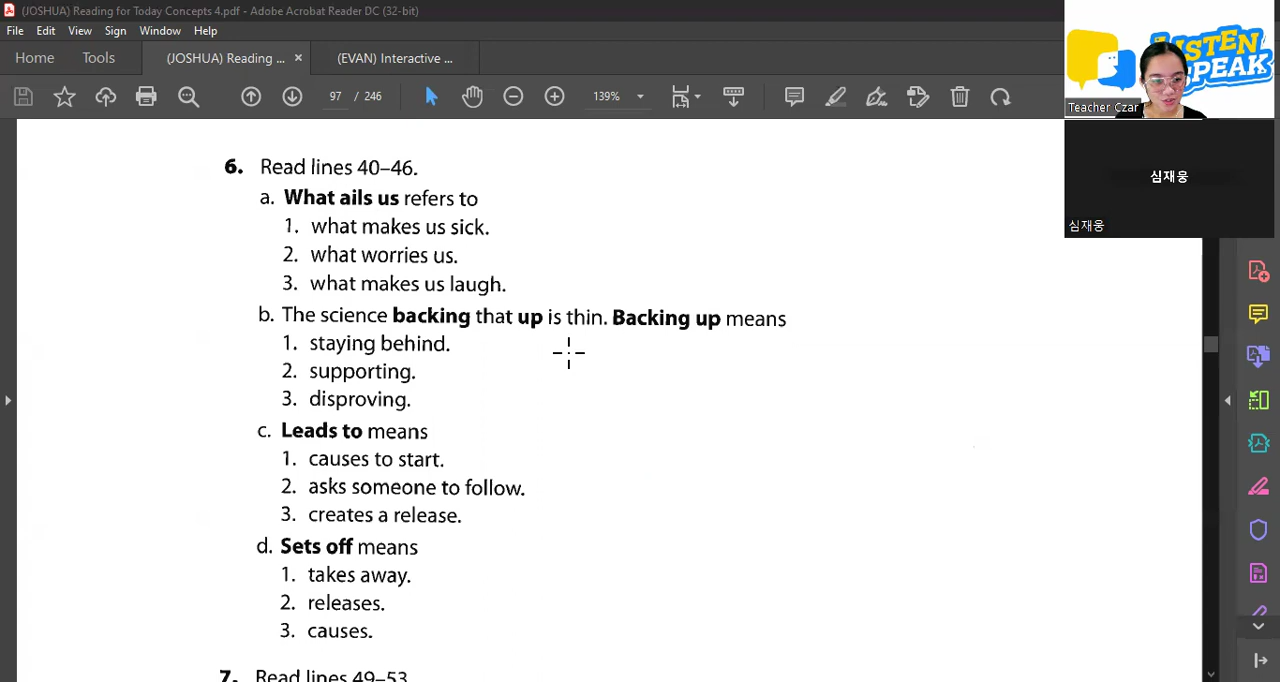 (JOSHUA) Reading for Today Concepts 4.pdf - Adobe Acrobat Reader DC (32-bit)
File Edit View Sign Window Help
Home Tools (JOSHUA) Reading ... × (EVAN) Interactive ...
97 / 246 139%
LISTEN
SPEAK
Teacher Czar
심재웅
심재웅
6. Read lines 40–46.
a. What ails us refers to
1. what makes us sick.
2. what worries us.
3. what makes us laugh.
b. The science backing that up is thin. Backing up means
1. staying behind.
2. supporting.
3. disproving.
c. Leads to means
1. causes to start.
2. asks someone to follow.
3. creates a release.
d. Sets off means
1. takes away.
2. releases.
3. causes.
7. Read lines 49–53